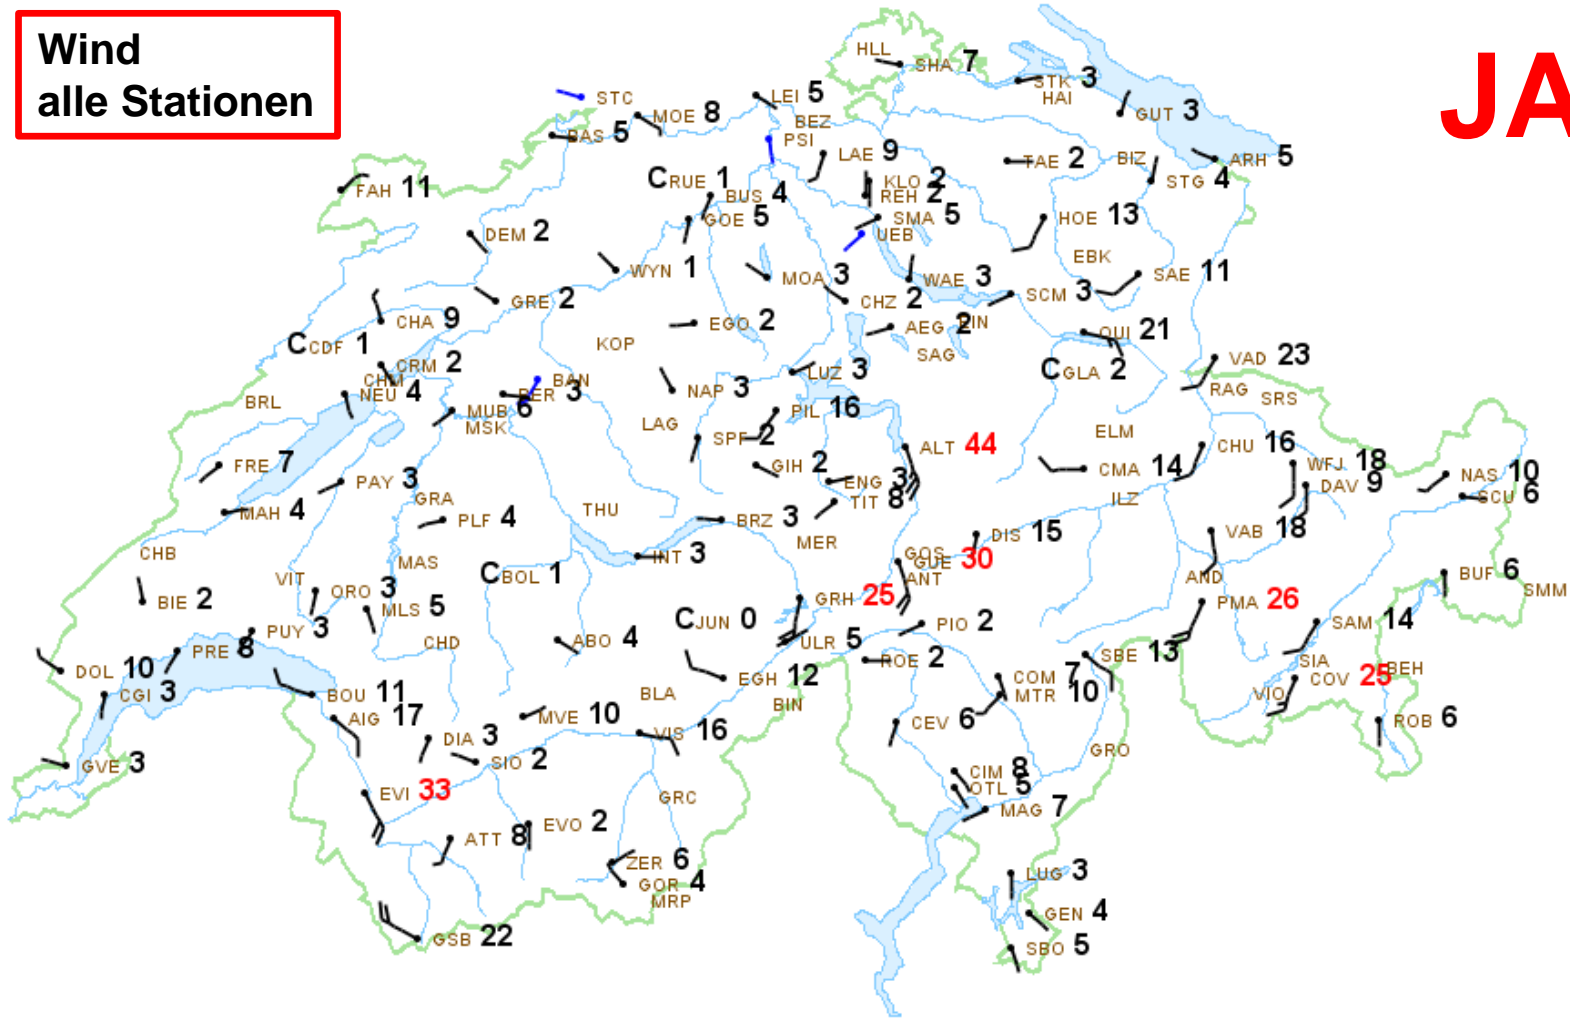 Wind
alle Stationen
JA
HLL
SHA 7
STK 3
HAI
GUT 3
STC
MOE 8
LEI 5
BEZ
BAS 5
PSI
LAE 9
TAE 2
BIZ
ARH 5
STG 4
FAH 11
CRUE 1
BUS 4
KLO 2
REH 2
GOE 5
SMA 5
HOE 13
DEM 2
UEB
EBK
WYN 1
MOA 3
WAE 3
SAE 11
GRE 2
CHZ 2
SCM 3
CHA 9
EGO 2
AEG 2
EIN
QUI 21
CCDF 1
KOP
SAG
VAD 23
CRM 2
CHM
LUZ 3
CGLA 2
RAG
SRS
NEU 4
BAN
BER 3
NAP 3
BRL
MUB 6
MSK
PIL 16
LAG
SPF 2
ALT 44
ELM
CHU 16
FRE 7
GIH 2
CMA 14
WFJ 18
NAS 10
PAY 3
ENG 3
DAV 9
SCU 6
GRA
TIT 8
ILZ
MAH 4
PLF 4
THU
BRZ 3
MER
DIS 15
VAB 18
CHB
MAS
INT 3
GOS
GUE 30
ANT
AND
BUF 6
VIT
CBOL 1
SMM
BIE 2
ORO 3
GRH 25
PMA 26
MLS 5
CJUN 0
PIO 2
SAM 14
PUY 3
CHD
ABO 4
ULR 5
PRE 8
ROE 2
SBE 13
SIA
DOL 10
EGH 12
COM 7
COV 25
BEH
CGI 3
BOU 11
BLA
BIN
MTR 10
VIO
AIG 17
MVE 10
VIS 16
CEV 6
ROB 6
DIA 3
GRO
GVE 3
SIO 2
CIM 8
EVI 33
OTL 5
GRC
MAG 7
ATT 8
EVO 2
ZER 6
LUG 3
GOR 4
MRP
GEN 4
GSB 22
SBO 5